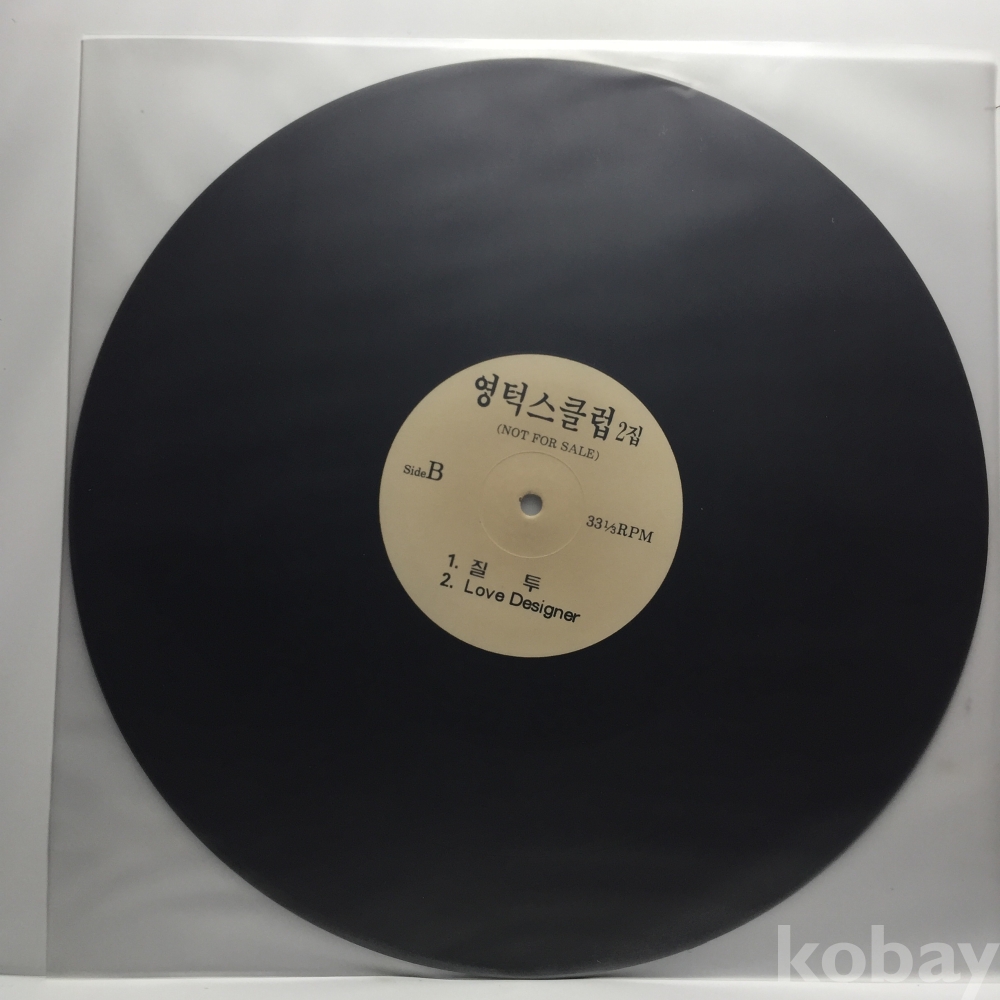 영턱스클럽 2집
(NOT FOR SALE)
Side.B
33⅓RPM
1. 질 투
2. Love Designer
kobay